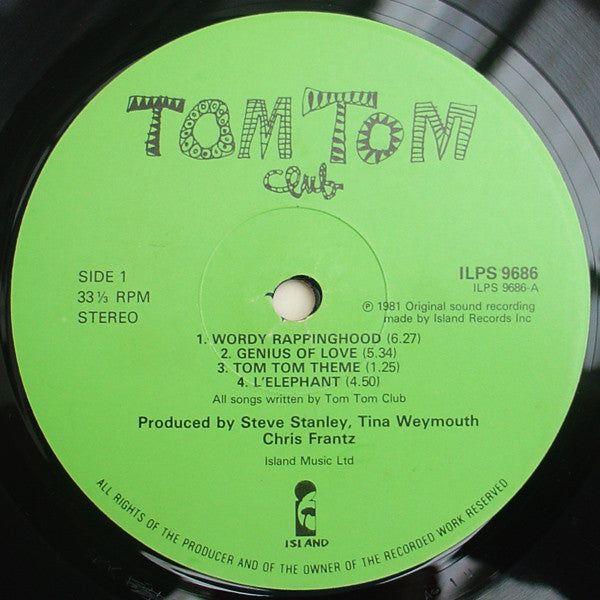 TOM TOM
club
SIDE 1
33⅓ RPM
STEREO
ILPS 9686
ILPS 9686-A
℗ 1981 Original sound recording
made by Island Records Inc
1. WORDY RAPPINGHOOD (6.27)
2. GENIUS OF LOVE (5.34)
3. TOM TOM THEME (1.25)
4. L'ELEPHANT (4.50)
All songs written by Tom Tom Club
Produced by Steve Stanley, Tina Weymouth
Chris Frantz
Island Music Ltd
ISLAND
ALL RIGHTS OF THE PRODUCER AND OF THE OWNER OF THE RECORDED WORK RESERVED